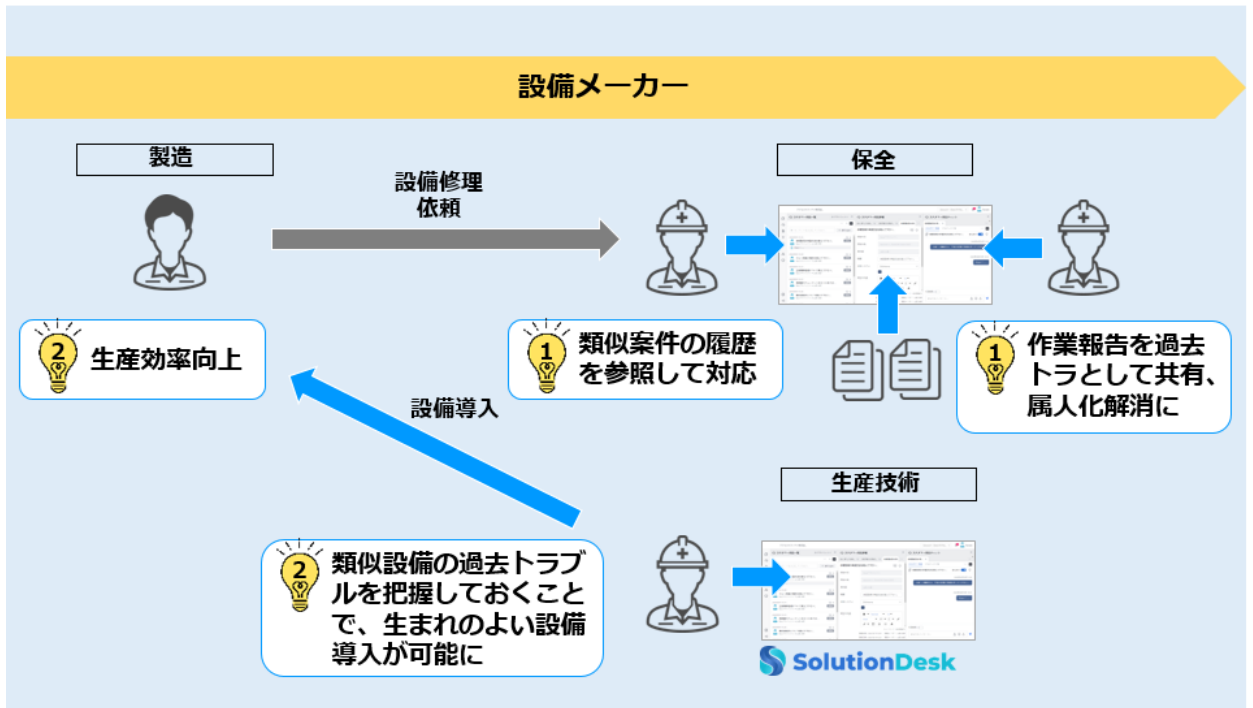 設備メーカー
製造
保全
設備修理
依頼
2
生産効率向上
1
類似案件の履歴
を参照して対応
1
作業報告を過去
トラとして共有、
属人化解消に
設備導入
生産技術
2
類似設備の過去トラブ
ルを把握しておくこと
で、生まれのよい設備
導入が可能に
SolutionDesk